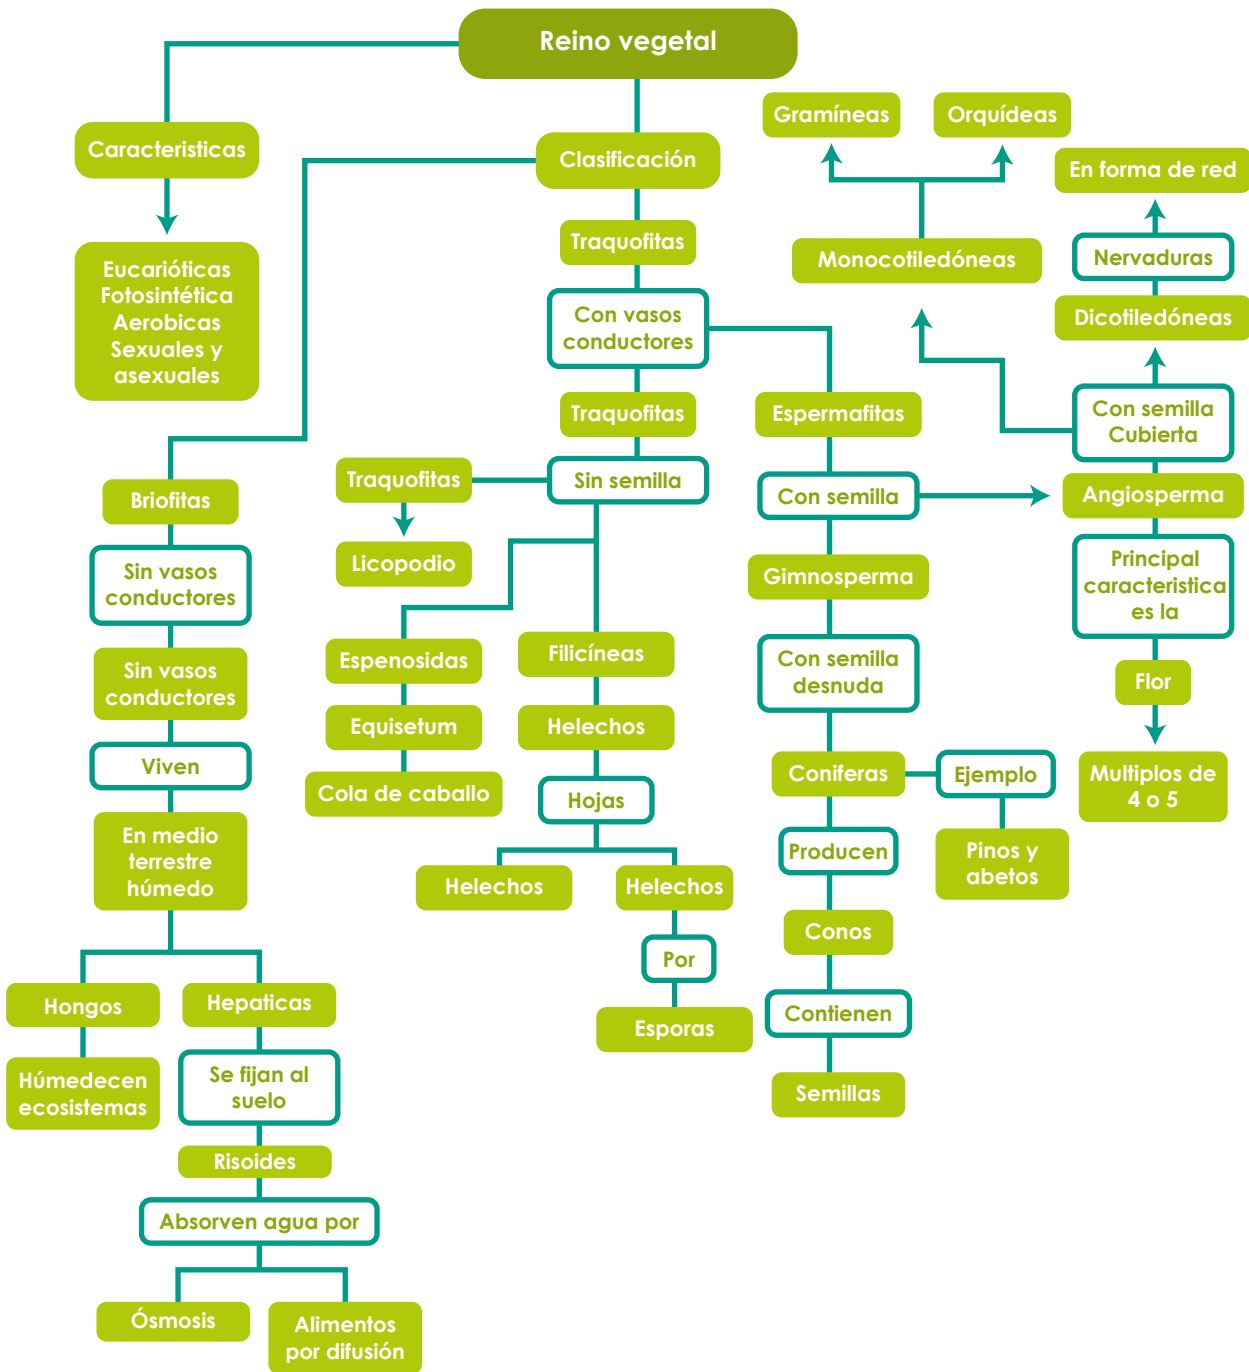 Reino vegetal
Caracteristicas
Eucarióticas
Fotosintética
Aerobicas
Sexuales y
asexuales
Clasificación
Briofitas
Sin vasos
conductores
Sin vasos
conductores
Viven
En medio
terrestre
húmedo
Hongos
Húmedecen
ecosistemas
Hepaticas
Se fijan al
suelo
Risoides
Absorven agua por
Ósmosis
Alimentos
por difusión
Traquofitas
Con vasos
conductores
Traquofitas
Sin semilla
Traquofitas
Licopodio
Espenosidas
Equisetum
Cola de caballo
Filicíneas
Helechos
Hojas
Helechos
Helechos
Por
Esporas
Espermafitas
Con semilla
Gimnosperma
Con semilla
desnuda
Coniferas
Ejemplo
Pinos y
abetos
Producen
Conos
Contienen
Semillas
Angiosperma
Con semilla
Cubierta
Monocotiledóneas
Gramíneas
Orquídeas
Dicotiledóneas
Nervaduras
En forma de red
Principal
caracteristica
es la
Flor
Multiplos de
4 o 5